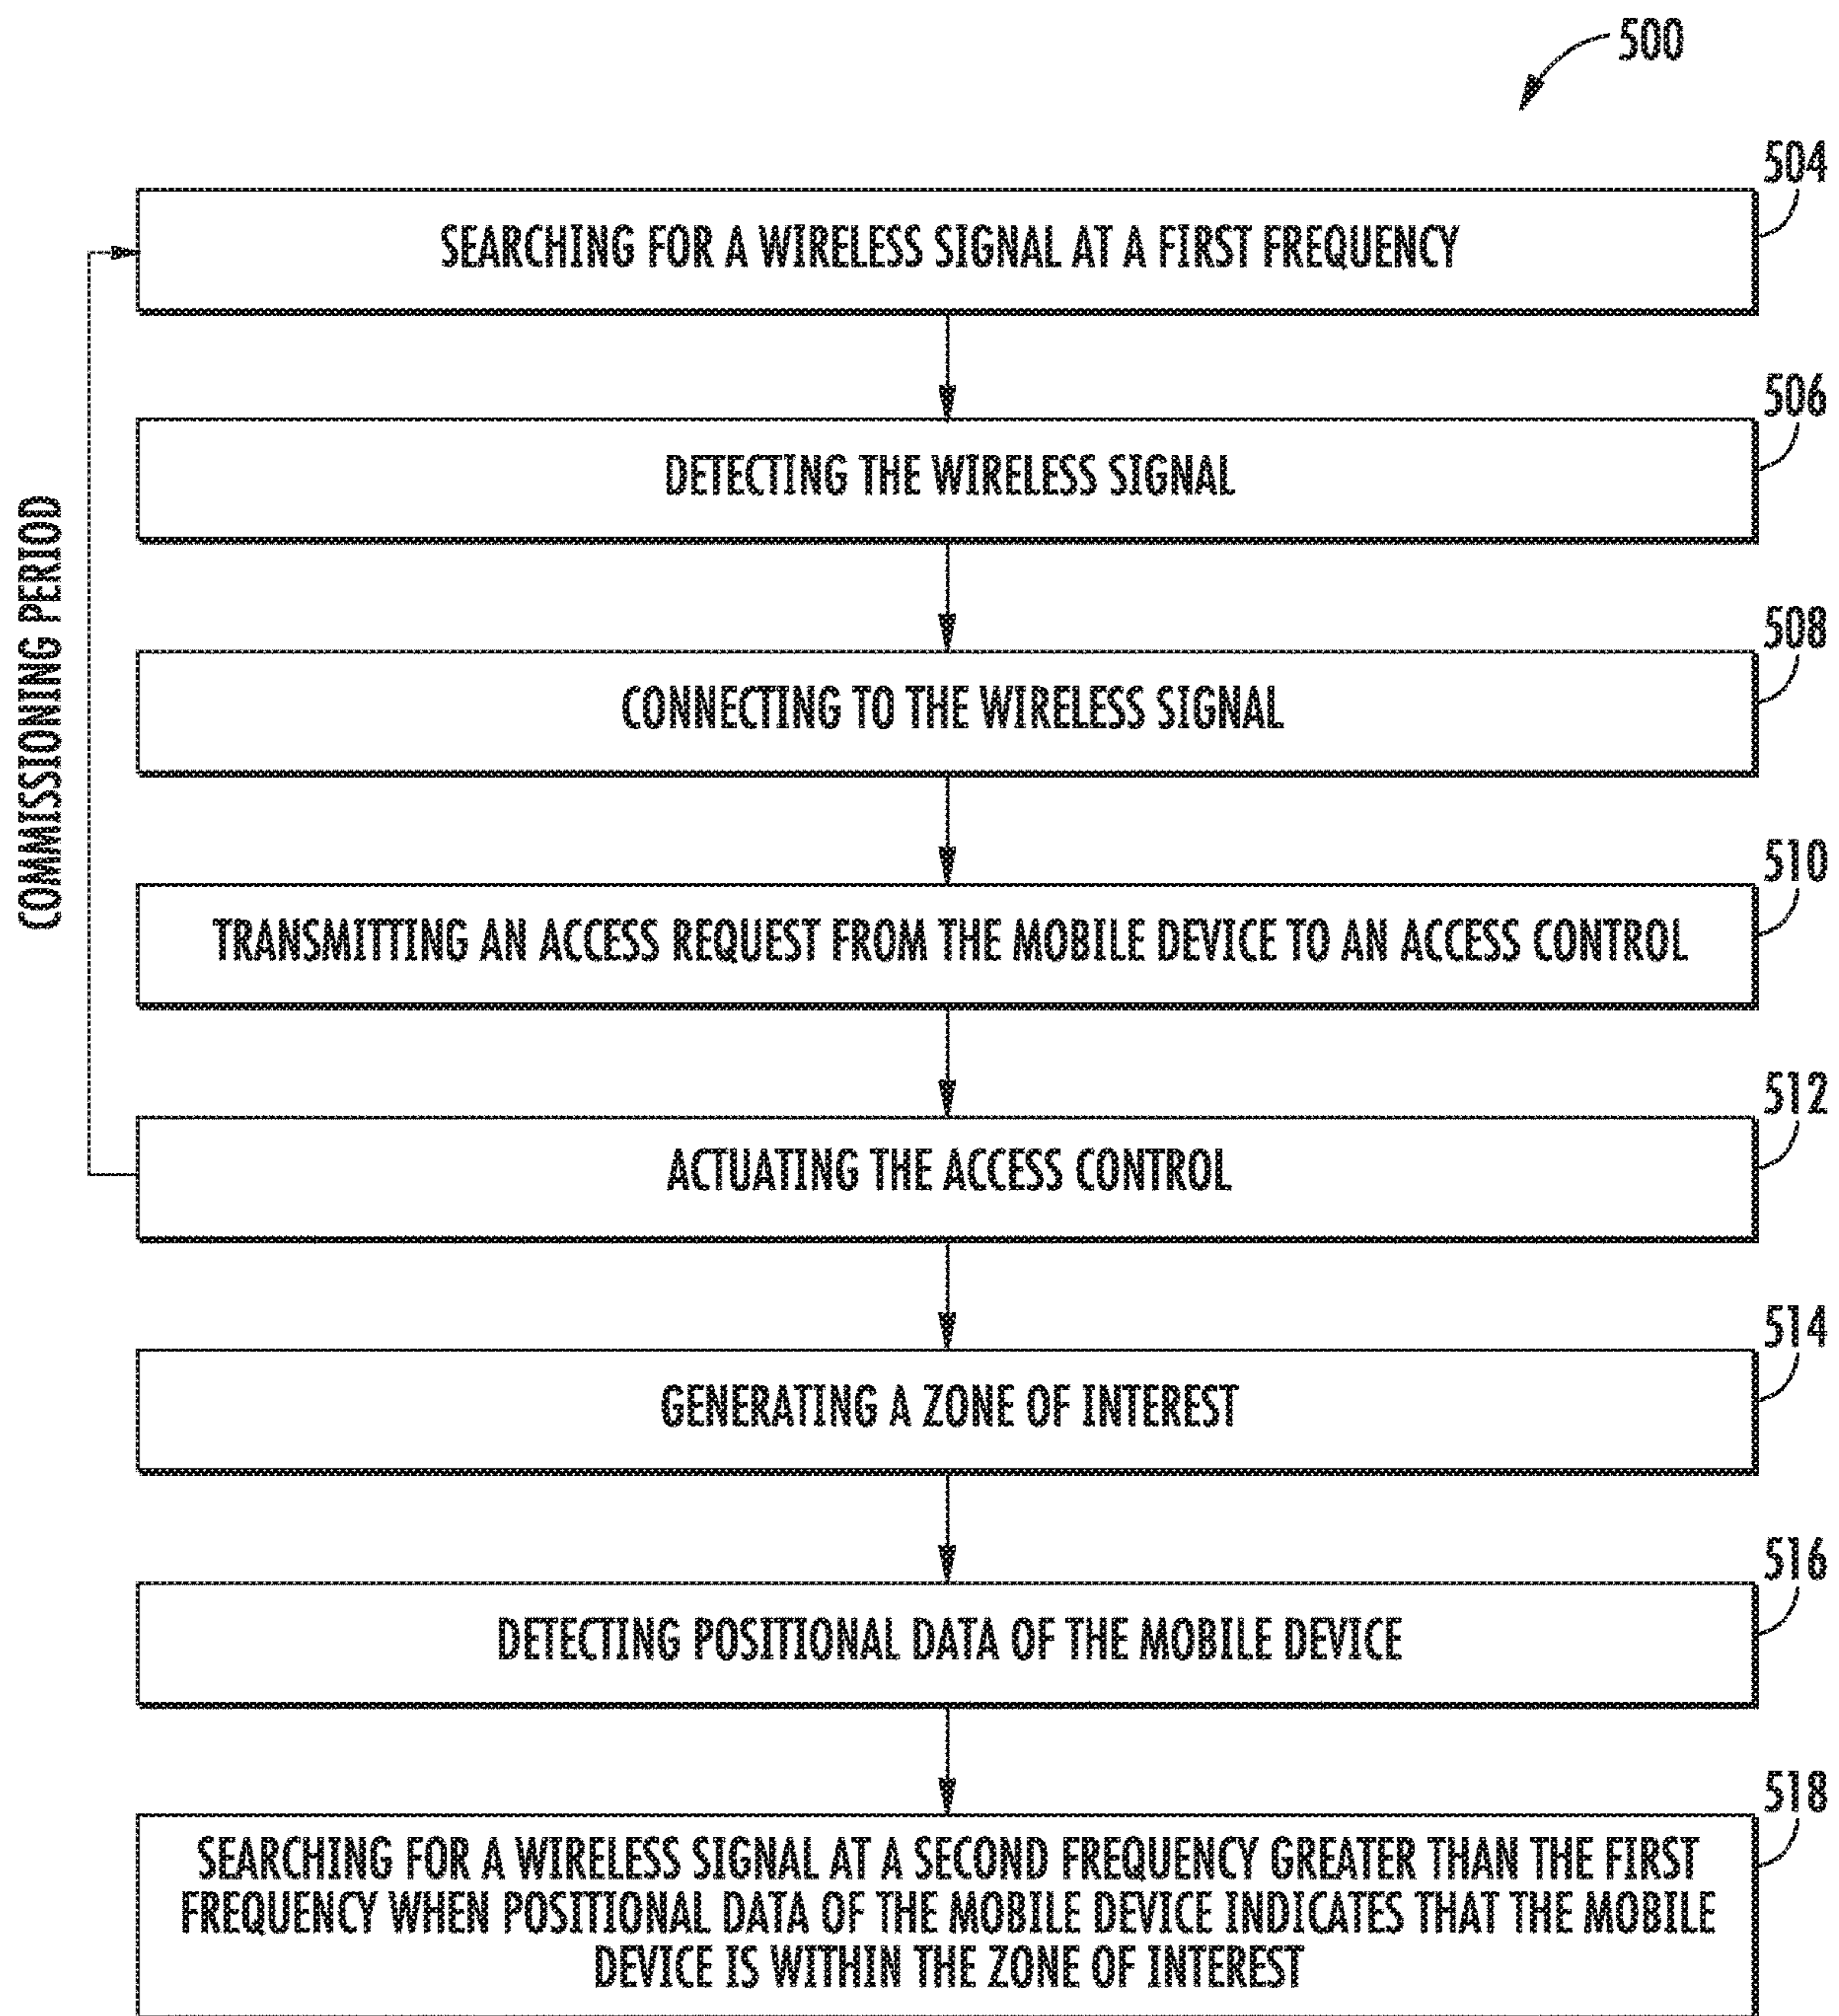 500
504
SEARCHING FOR A WIRELESS SIGNAL AT A FIRST FREQUENCY
506
DETECTING THE WIRELESS SIGNAL
508
CONNECTING TO THE WIRELESS SIGNAL
COMMISSIONING PERIOD
510
TRANSMITTING AN ACCESS REQUEST FROM THE MOBILE DEVICE TO AN ACCESS CONTROL
512
ACTUATING THE ACCESS CONTROL
514
GENERATING A ZONE OF INTEREST
516
DETECTING POSITIONAL DATA OF THE MOBILE DEVICE
518
SEARCHING FOR A WIRELESS SIGNAL AT A SECOND FREQUENCY GREATER THAN THE FIRST
FREQUENCY WHEN POSITIONAL DATA OF THE MOBILE DEVICE INDICATES THAT THE MOBILE
DEVICE IS WITHIN THE ZONE OF INTEREST